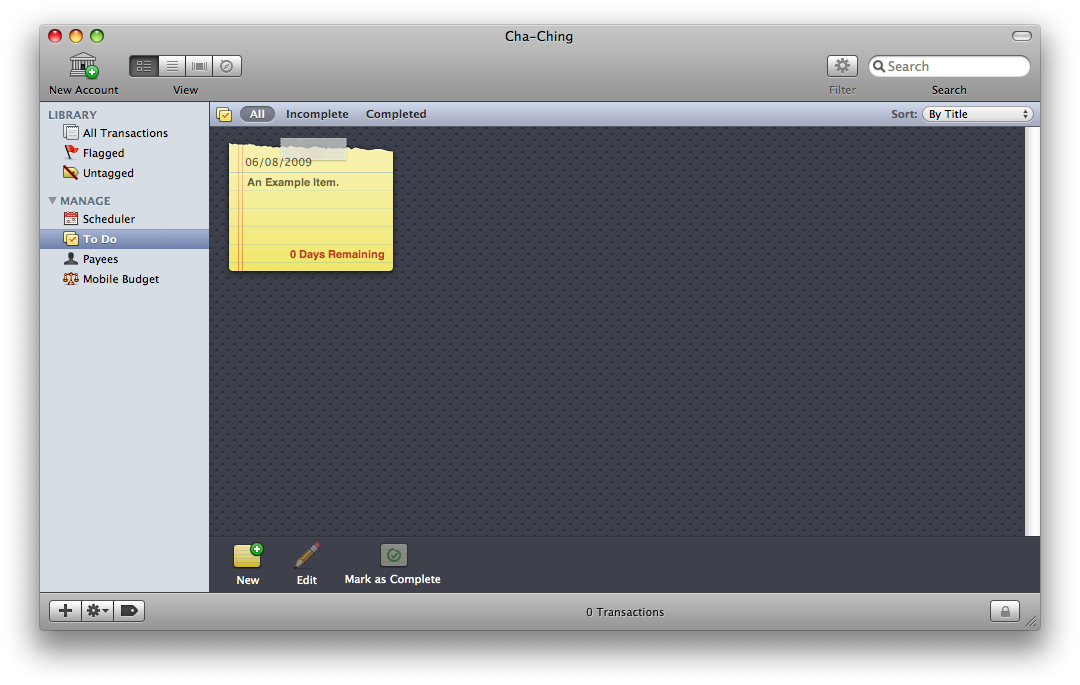 Cha-Ching
New Account
View
Filter
Search
Search
LIBRARY
All Transactions
Flagged
Untagged
MANAGE
Scheduler
To Do
Payees
Mobile Budget
All Incomplete Completed
Sort: By Title
06/08/2009
An Example Item.
0 Days Remaining
New
Edit
Mark as Complete
0 Transactions